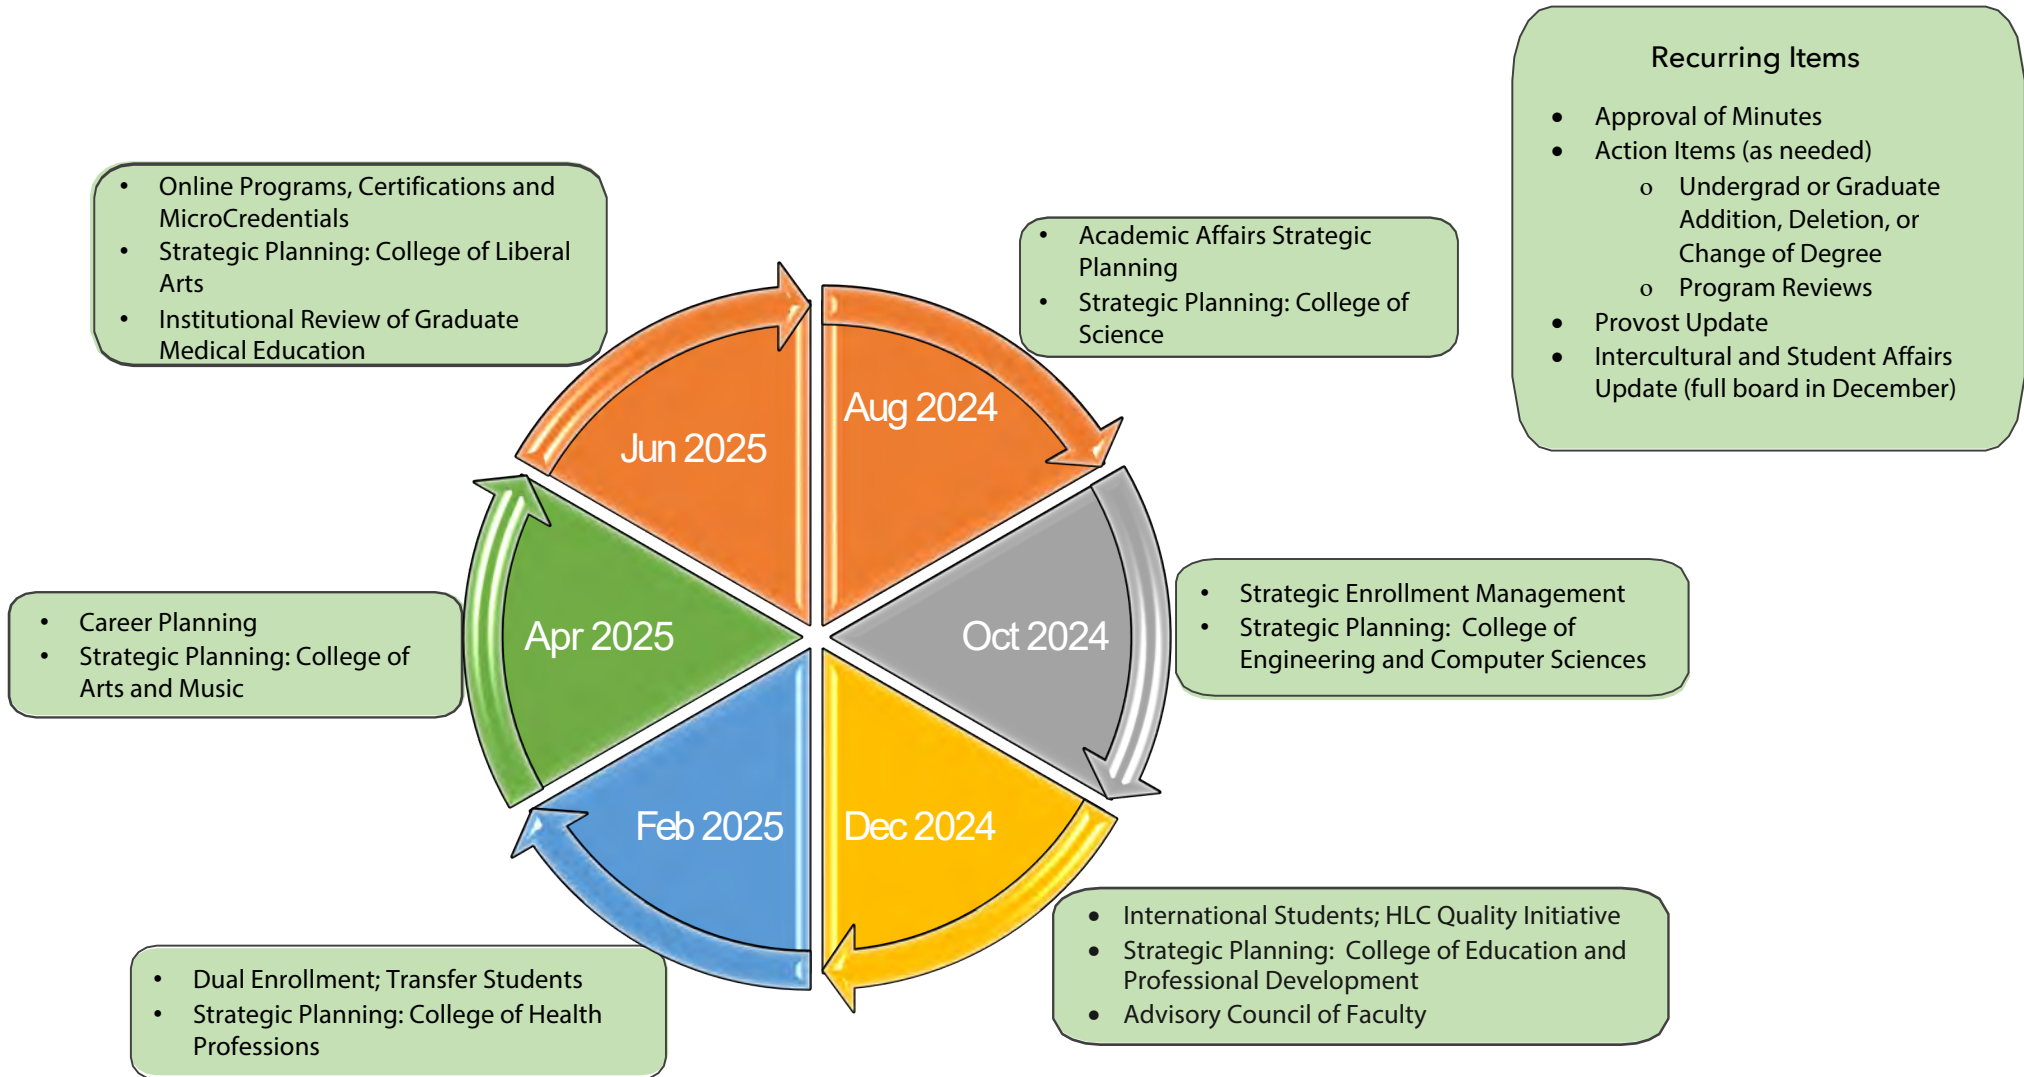 Recurring Items
• Approval of Minutes
• Action Items (as needed)
o Undergrad or Graduate
Addition, Deletion, or
Change of Degree
o Program Reviews
• Provost Update
• Intercultural and Student Affairs
Update (full board in December)
• Online Programs, Certifications and
MicroCredentials
• Strategic Planning: College of Liberal
Arts
• Institutional Review of Graduate
Medical Education
• Academic Affairs Strategic
Planning
• Strategic Planning: College of
Science
Jun 2025
Aug 2024
• Career Planning
• Strategic Planning: College of
Arts and Music
Apr 2025
Oct 2024
• Strategic Enrollment Management
• Strategic Planning: College of
Engineering and Computer Sciences
Feb 2025
Dec 2024
• Dual Enrollment; Transfer Students
• Strategic Planning: College of Health
Professions
• International Students; HLC Quality Initiative
• Strategic Planning: College of Education and
Professional Development
• Advisory Council of Faculty